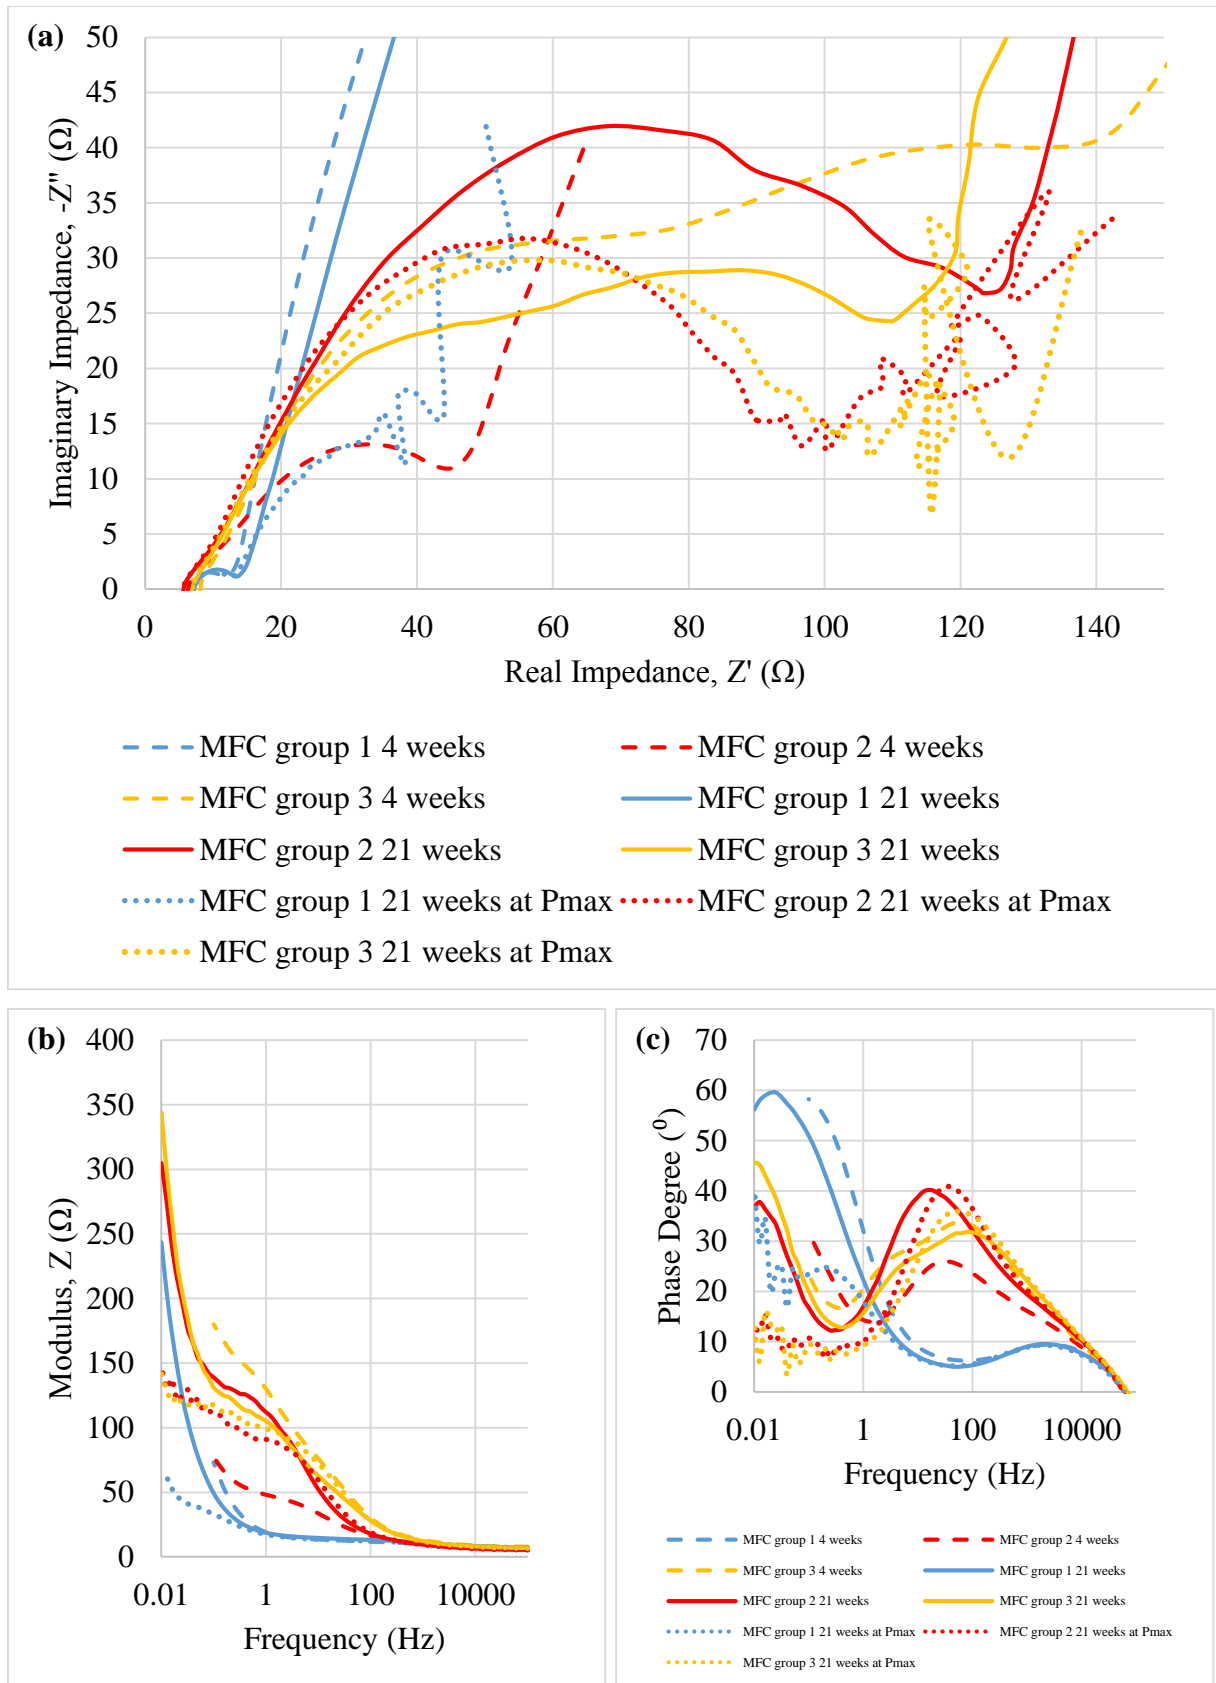 (a)
50
45
40
35
30
25
20
15
10
5
0
Imaginary Impedance, -Z" (Ω)
0 20 40 60 80 100 120 140
Real Impedance, Z' (Ω)
MFC group 1 4 weeks MFC group 2 4 weeks
MFC group 3 4 weeks MFC group 1 21 weeks
MFC group 2 21 weeks MFC group 3 21 weeks
MFC group 1 21 weeks at Pmax MFC group 2 21 weeks at Pmax
MFC group 3 21 weeks at Pmax
(b)
400
350
300
250
200
150
100
50
0
Modulus, Z (Ω)
0.01 1 100 10000
Frequency (Hz)
(c)
70
60
50
40
30
20
10
0
Phase Degree (⁰)
0.01 1 100 10000
Frequency (Hz)
MFC group 1 4 weeks MFC group 2 4 weeks
MFC group 3 4 weeks MFC group 1 21 weeks
MFC group 2 21 weeks MFC group 3 21 weeks
MFC group 1 21 weeks at Pmax MFC group 2 21 weeks at Pmax
MFC group 3 21 weeks at Pmax